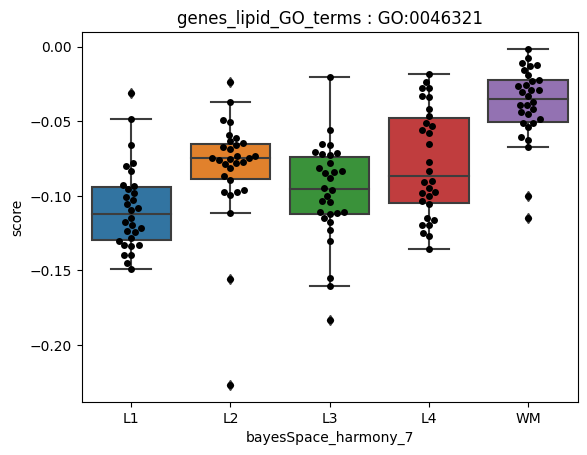 genes_lipid_GO_terms : GO:0046321
0.00
−0.05
−0.10
−0.15
−0.20
score
L1 L2 L3 L4 WM
bayesSpace_harmony_7